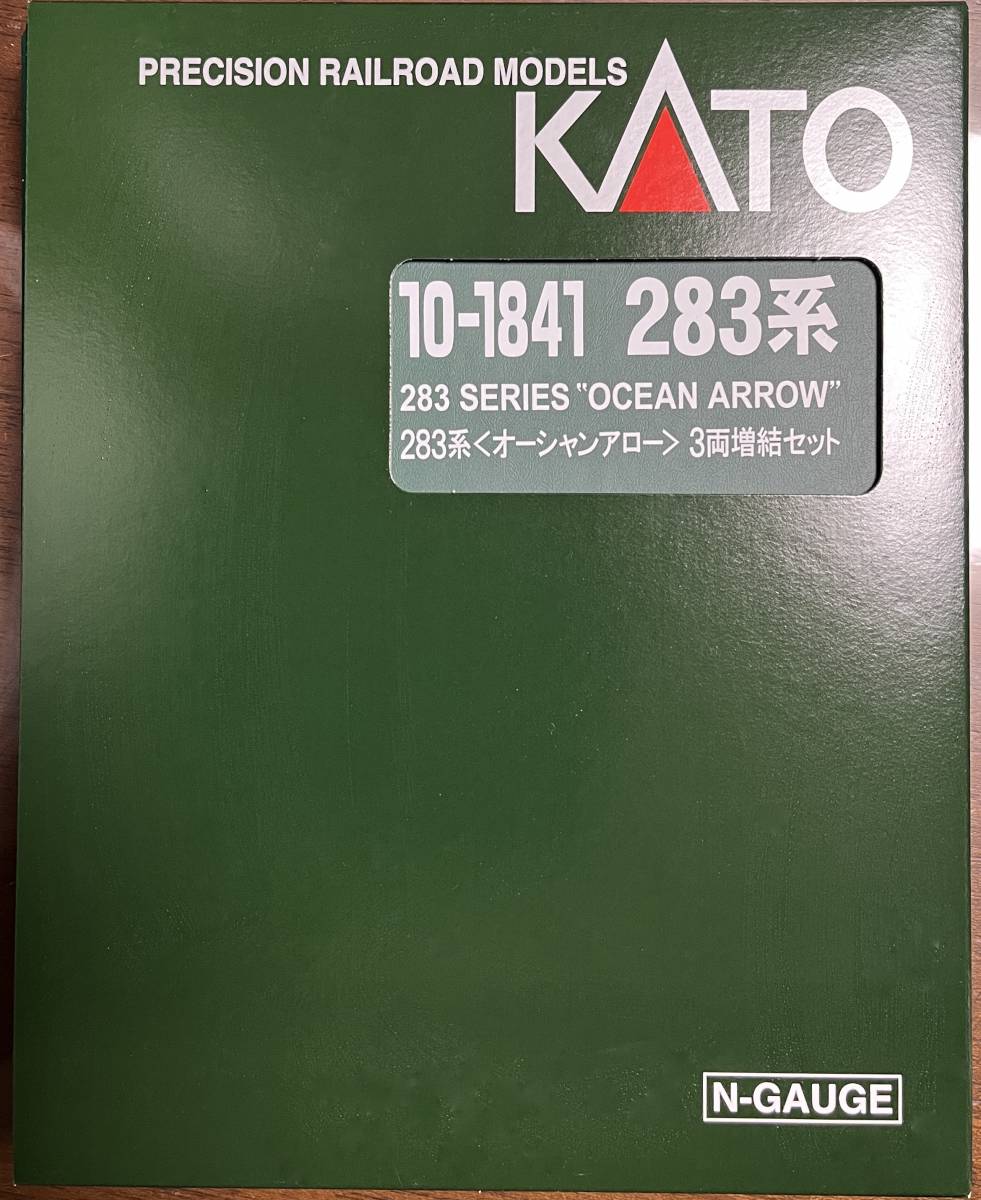 PRECISION RAILROAD MODELS
KATO
10-1841 283系
283 SERIES "OCEAN ARROW"
283系<オーシャンアロー> 3両増結セット
N-GAUGE